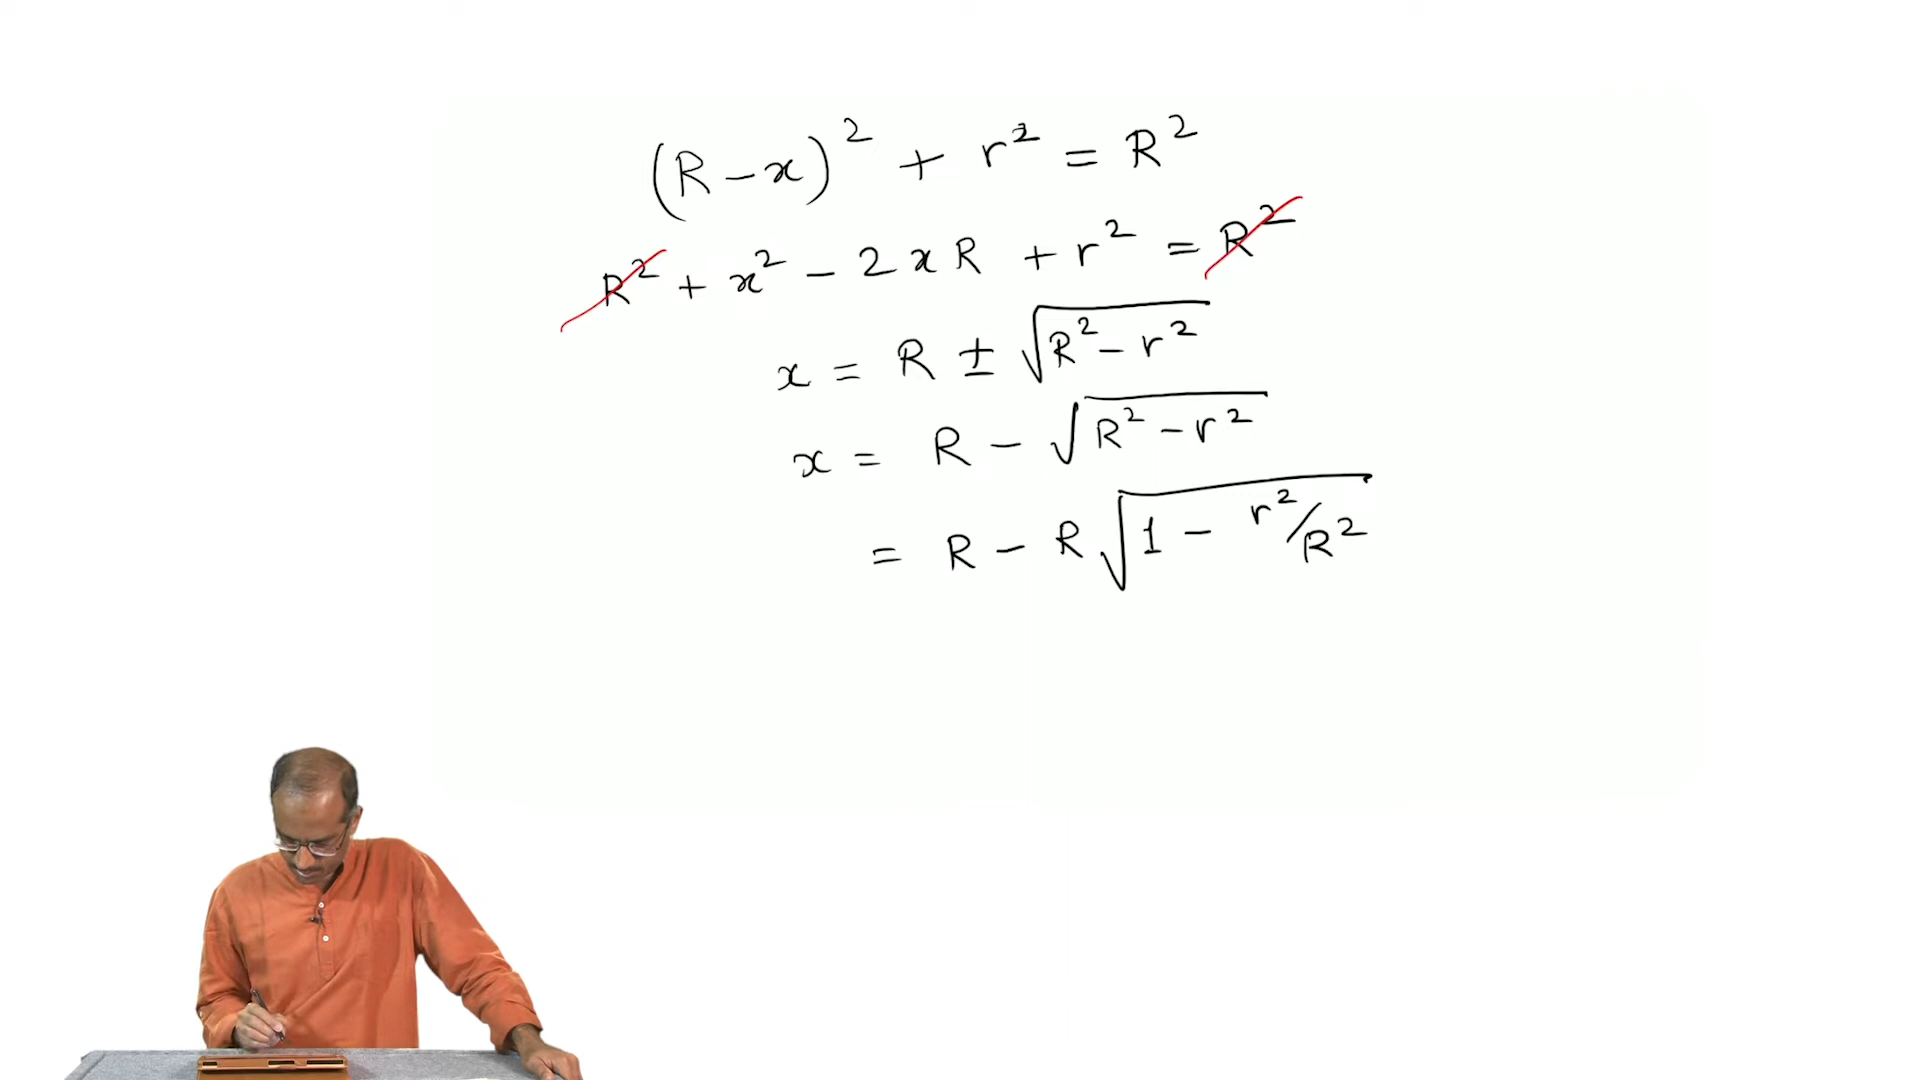 (R - x)² + r² = R²
R² + x² - 2xR + r² = R²
x = R ± √(R² - r²)
x = R - √(R² - r²)
= R - R √(1 - r²/R²)